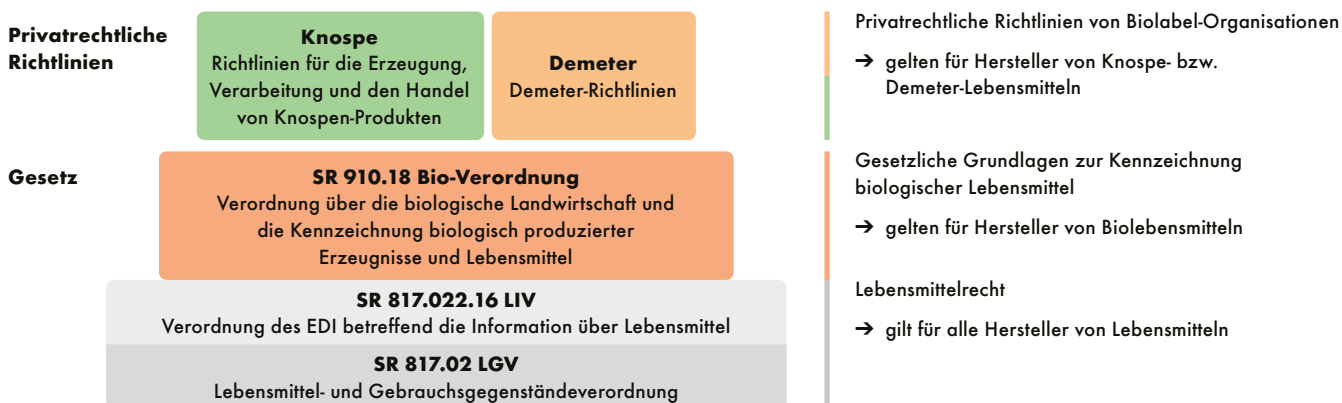 Privatrechtliche
Richtlinien
Knospe
Richtlinien für die Erzeugung,
Verarbeitung und den Handel
von Knospen-Produkten
Demeter
Demeter-Richtlinien
Privatrechtliche Richtlinien von Biolabel-Organisationen
➔ gelten für Hersteller von Knospe- bzw.
Demeter-Lebensmitteln
Gesetz
SR 910.18 Bio-Verordnung
Verordnung über die biologische Landwirtschaft und
die Kennzeichnung biologisch produzierter
Erzeugnisse und Lebensmittel
Gesetzliche Grundlagen zur Kennzeichnung
biologischer Lebensmittel
➔ gelten für Hersteller von Biolebensmitteln
SR 817.022.16 LIV
Verordnung des EDI betreffend die Information über Lebensmittel
SR 817.02 LGV
Lebensmittel- und Gebrauchsgegenständeverordnung
Lebensmittelrecht
➔ gilt für alle Hersteller von Lebensmitteln